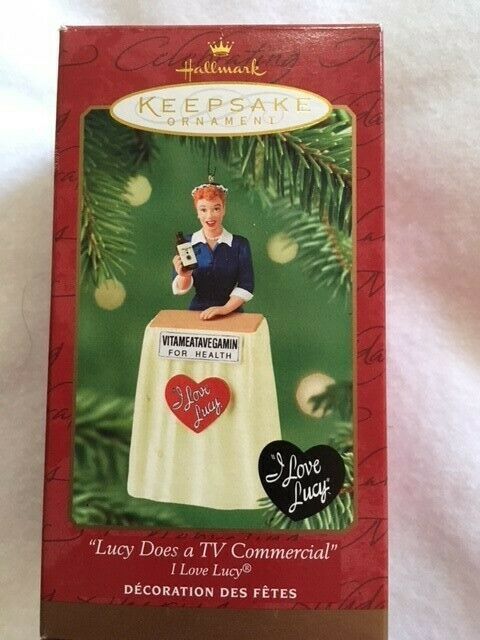 Celebrating
Hallmark
KEEPSAKE
ORNAMENT
VITAMEATAVEGAMIN
FOR HEALTH
I Love
Lucy
"I Love
Lucy"®
"Lucy Does a TV Commercial"
I Love Lucy®
DÉCORATION DES FÊTES